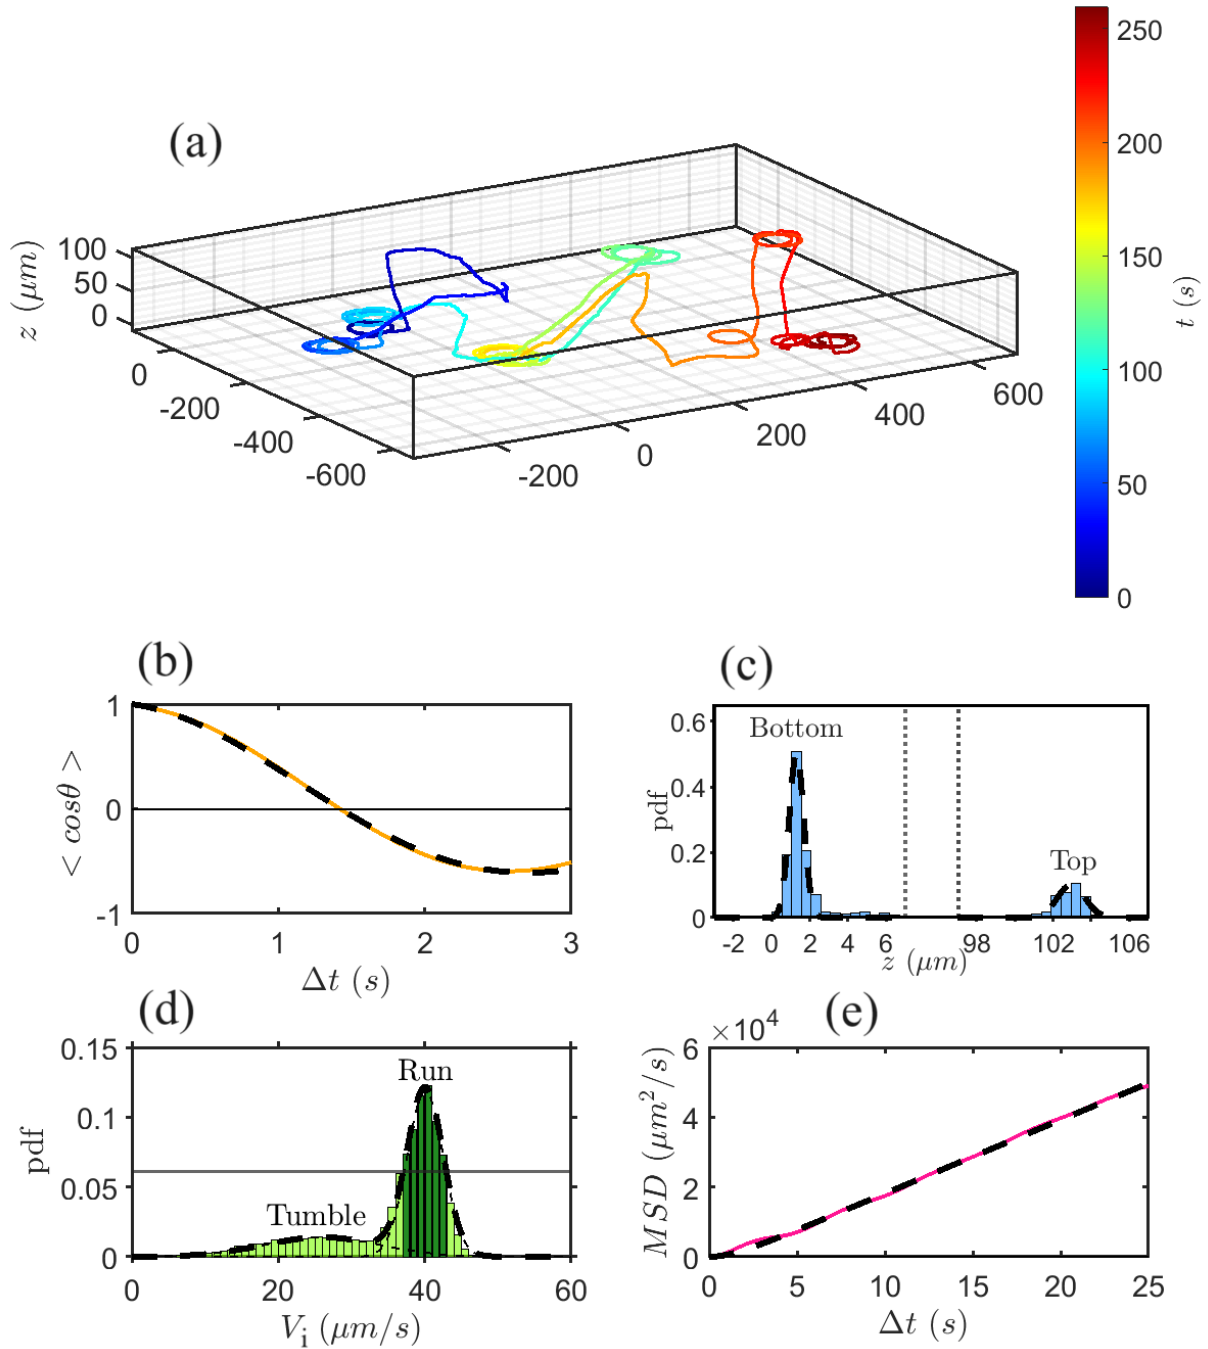 (a)
250
200
150
100
50
0
t (s)
100
50
0
z (μm)
0
-200
-400
-600
-200
0
200
400
600
(b)
1
0
-1
< cosθ >
0 1 2 3
Δt (s)
(c)
0.6
0.4
0.2
0
pdf
Bottom
Top
-2 0 2 4 6 98 102 106
z (μm)
(d)
0.15
0.1
0.05
0
pdf
Run
Tumble
0 20 40 60
Vi (μm/s)
(e)
×10⁴
6
4
2
0
MSD (μm²/s)
0 5 10 15 20 25
Δt (s)